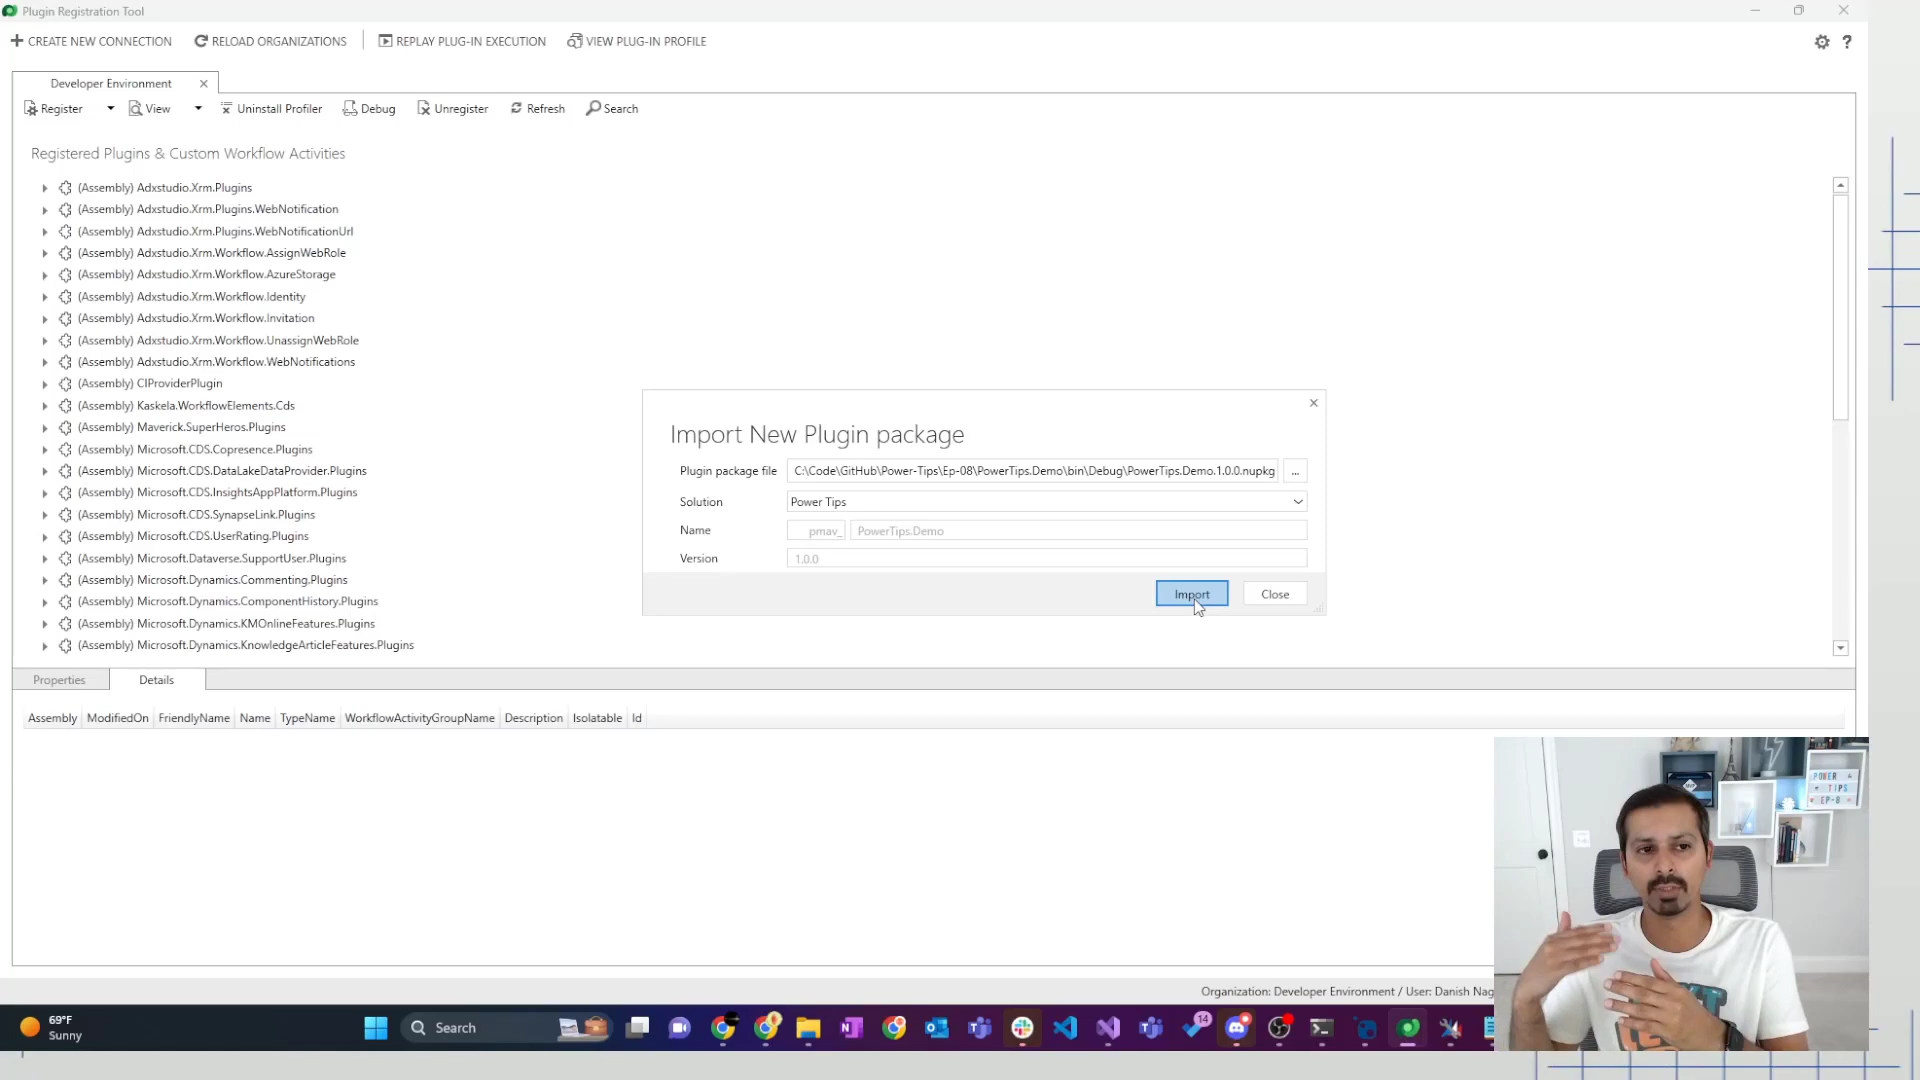 Plugin Registration Tool
CREATE NEW CONNECTION RELOAD ORGANIZATIONS REPLAY PLUG-IN EXECUTION VIEW PLUG-IN PROFILE
Developer Environment
Register View Uninstall Profiler Debug Unregister Refresh Search
Registered Plugins & Custom Workflow Activities
(Assembly) Adxstudio.Xrm.Plugins
(Assembly) Adxstudio.Xrm.Plugins.WebNotification
(Assembly) Adxstudio.Xrm.Plugins.WebNotificationUrl
(Assembly) Adxstudio.Xrm.Workflow.AssignWebRole
(Assembly) Adxstudio.Xrm.Workflow.AzureStorage
(Assembly) Adxstudio.Xrm.Workflow.Identity
(Assembly) Adxstudio.Xrm.Workflow.Invitation
(Assembly) Adxstudio.Xrm.Workflow.UnassignWebRole
(Assembly) Adxstudio.Xrm.Workflow.WebNotifications
(Assembly) CIProviderPlugin
(Assembly) Kaskela.WorkflowElements.Cds
(Assembly) Maverick.SuperHeros.Plugins
(Assembly) Microsoft.CDS.Copresence.Plugins
(Assembly) Microsoft.CDS.DataLakeDataProvider.Plugins
(Assembly) Microsoft.CDS.InsightsAppPlatform.Plugins
(Assembly) Microsoft.CDS.SynapseLink.Plugins
(Assembly) Microsoft.CDS.UserRating.Plugins
(Assembly) Microsoft.Dataverse.SupportUser.Plugins
(Assembly) Microsoft.Dynamics.Commenting.Plugins
(Assembly) Microsoft.Dynamics.ComponentHistory.Plugins
(Assembly) Microsoft.Dynamics.KMOnlineFeatures.Plugins
(Assembly) Microsoft.Dynamics.KnowledgeArticleFeatures.Plugins
Import New Plugin package
Plugin package file C:\Code\GitHub\Power-Tips\Ep-08\PowerTips.Demo\bin\Debug\PowerTips.Demo.1.0.0.nupkg ...
Solution Power Tips
Name pmav_ PowerTips.Demo
Version 1.0.0
Import Close
Properties Details
Assembly ModifiedOn FriendlyName Name TypeName WorkflowActivityGroupName Description Isolatable Id
POWER
TIPS
EP-8
Organization: Developer Environment / User: Danish Nag
69°F
Sunny
Search
14